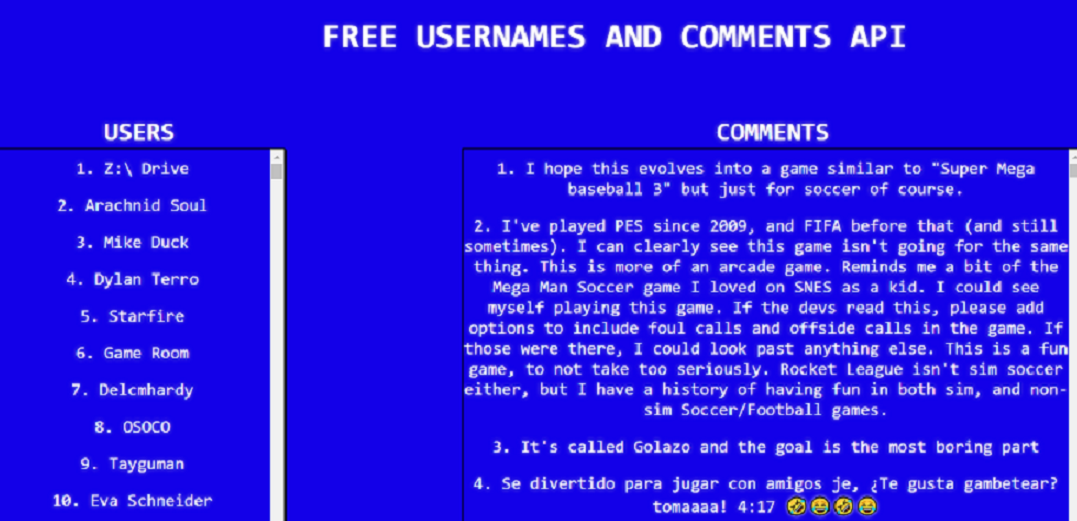 FREE USERNAMES AND COMMENTS API
USERS
1. Z:\ Drive
2. Arachnid Soul
3. Mike Duck
4. Dylan Terro
5. Starfire
6. Game Room
7. Delcmhardy
8. OSOCO
9. Tayguman
10. Eva Schneider
COMMENTS
1. I hope this evolves into a game similar to "Super Mega
baseball 3" but just for soccer of course.
2. I've played PES since 2009, and FIFA before that (and still
sometimes). I can clearly see this game isn't going for the same
thing. This is more of an arcade game. Reminds me a bit of the
Mega Man Soccer game I loved on SNES as a kid. I could see
myself playing this game. If the devs read this, please add
options to include foul calls and offside calls in the game. If
those were there, I could look past anything else. This is a fun
game, to not take too seriously. Rocket League isn't sim soccer
either, but I have a history of having fun in both sim, and non-
sim Soccer/Football games.
3. It's called Golazo and the goal is the most boring part
4. Se divertido para jugar con amigos je, ¿Te gusta gambetear?
tomaaaa! 4:17 🤣😂🤣😂